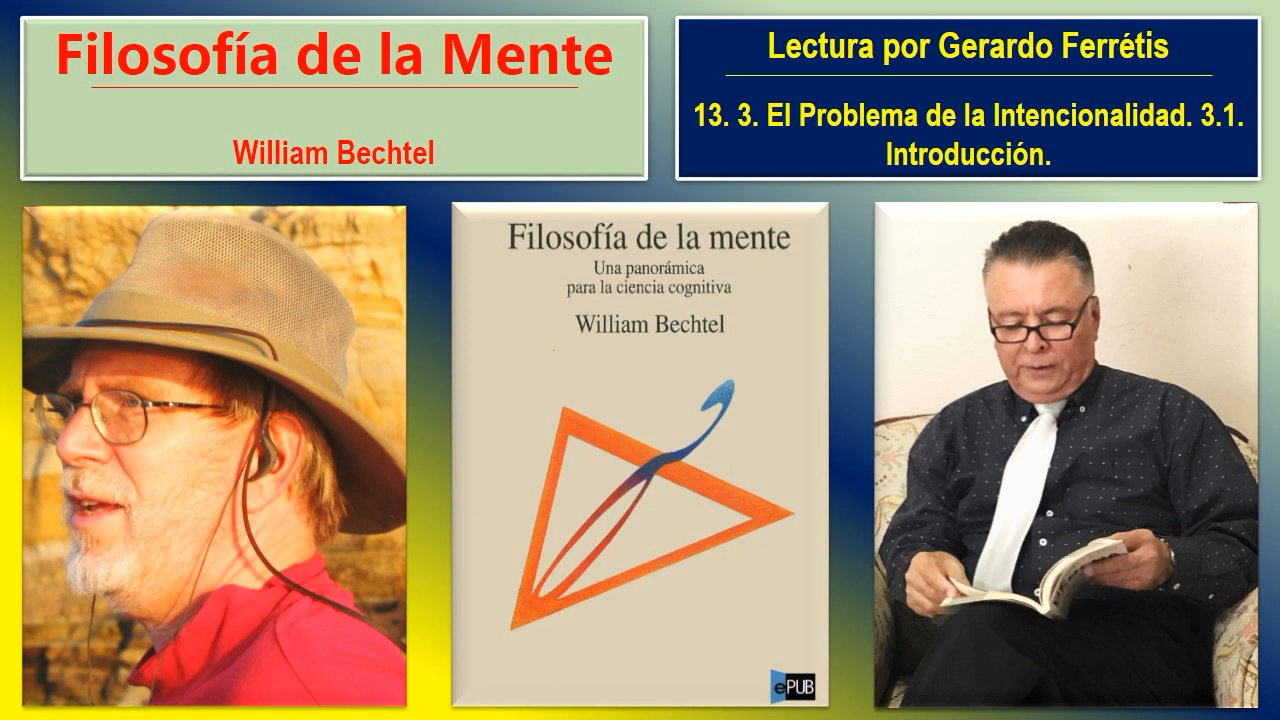 Filosofía de la Mente
William Bechtel
Lectura por Gerardo Ferrétis
13. 3. El Problema de la Intencionalidad. 3.1.
Introducción.
Filosofía de la mente
Una panorámica
para la ciencia cognitiva
William Bechtel
ePUB